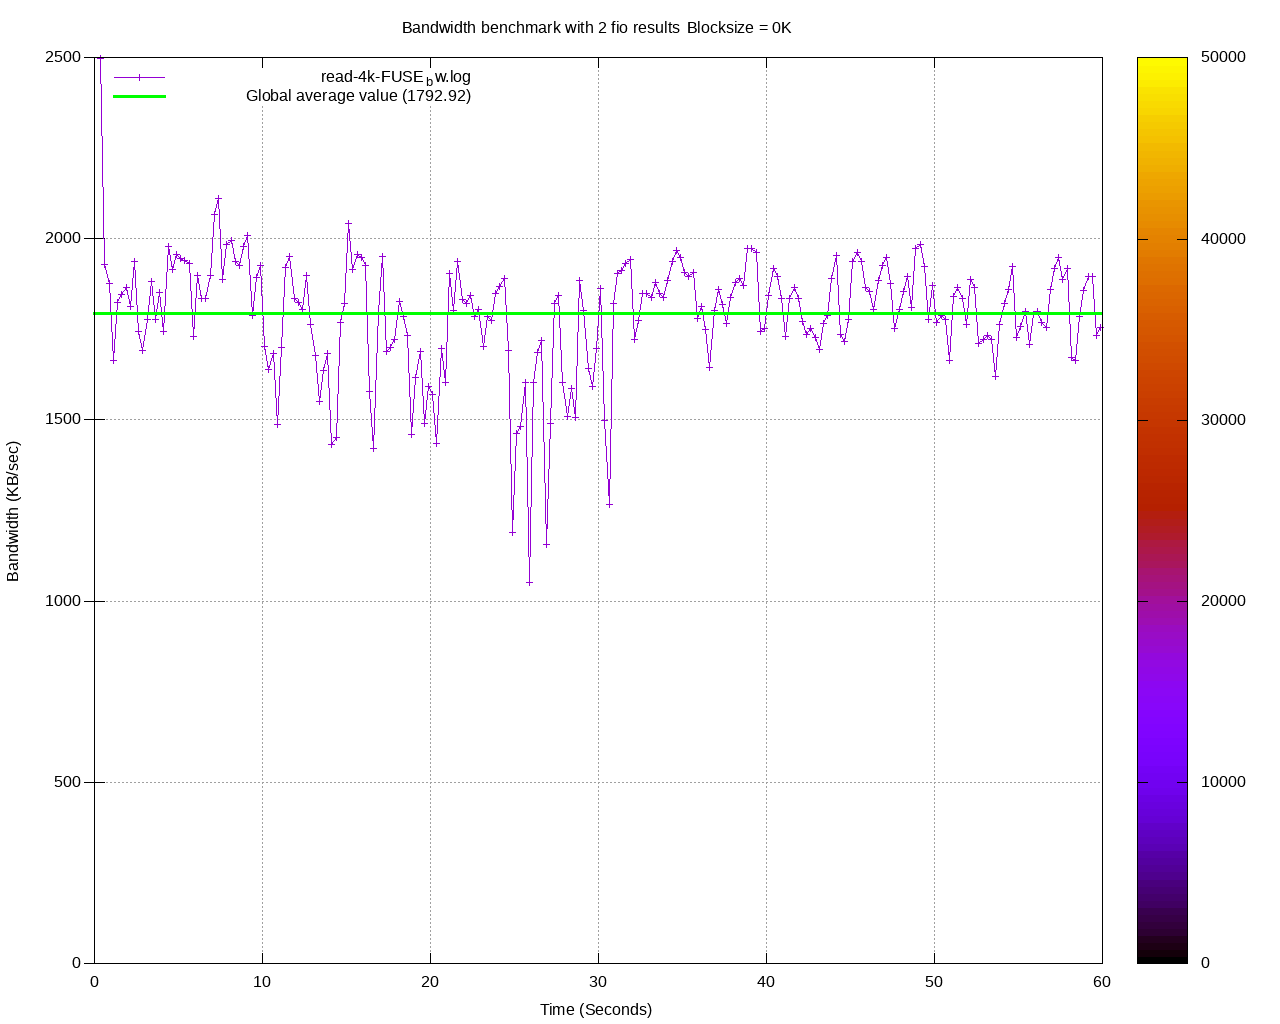 Bandwidth benchmark with 2 fio results Blocksize = 0K
read-4k-FUSE_bw.log
Global average value (1792.92)
Bandwidth (KB/sec)
2500
2000
1500
1000
500
0
0 10 20 30 40 50 60
Time (Seconds)
50000
40000
30000
20000
10000
0